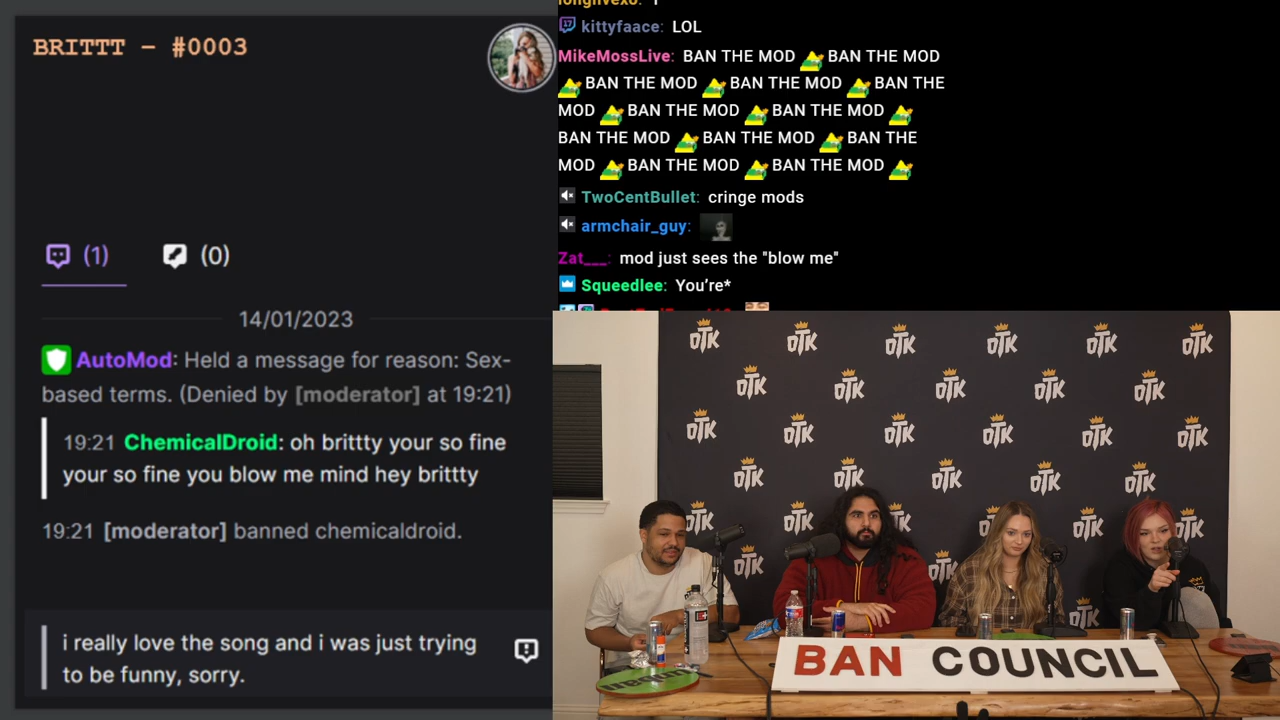 BRITTT - #0003
(1)
(0)
14/01/2023
AutoMod: Held a message for reason: Sex-
based terms. (Denied by [moderator] at 19:21)
19:21 ChemicalDroid: oh brittty your so fine
your so fine you blow me mind hey brittty
19:21 [moderator] banned chemicaldroid.
i really love the song and i was just trying
to be funny, sorry.
kittyfaace: LOL
MikeMossLive: BAN THE MOD BAN THE MOD
BAN THE MOD BAN THE MOD BAN THE
MOD BAN THE MOD BAN THE MOD
BAN THE MOD BAN THE MOD BAN THE
MOD BAN THE MOD BAN THE MOD
TwoCentBullet: cringe mods
armchair_guy:
Zat___: mod just sees the "blow me"
Squeedlee: You're*
OTK
BAN COUNCIL